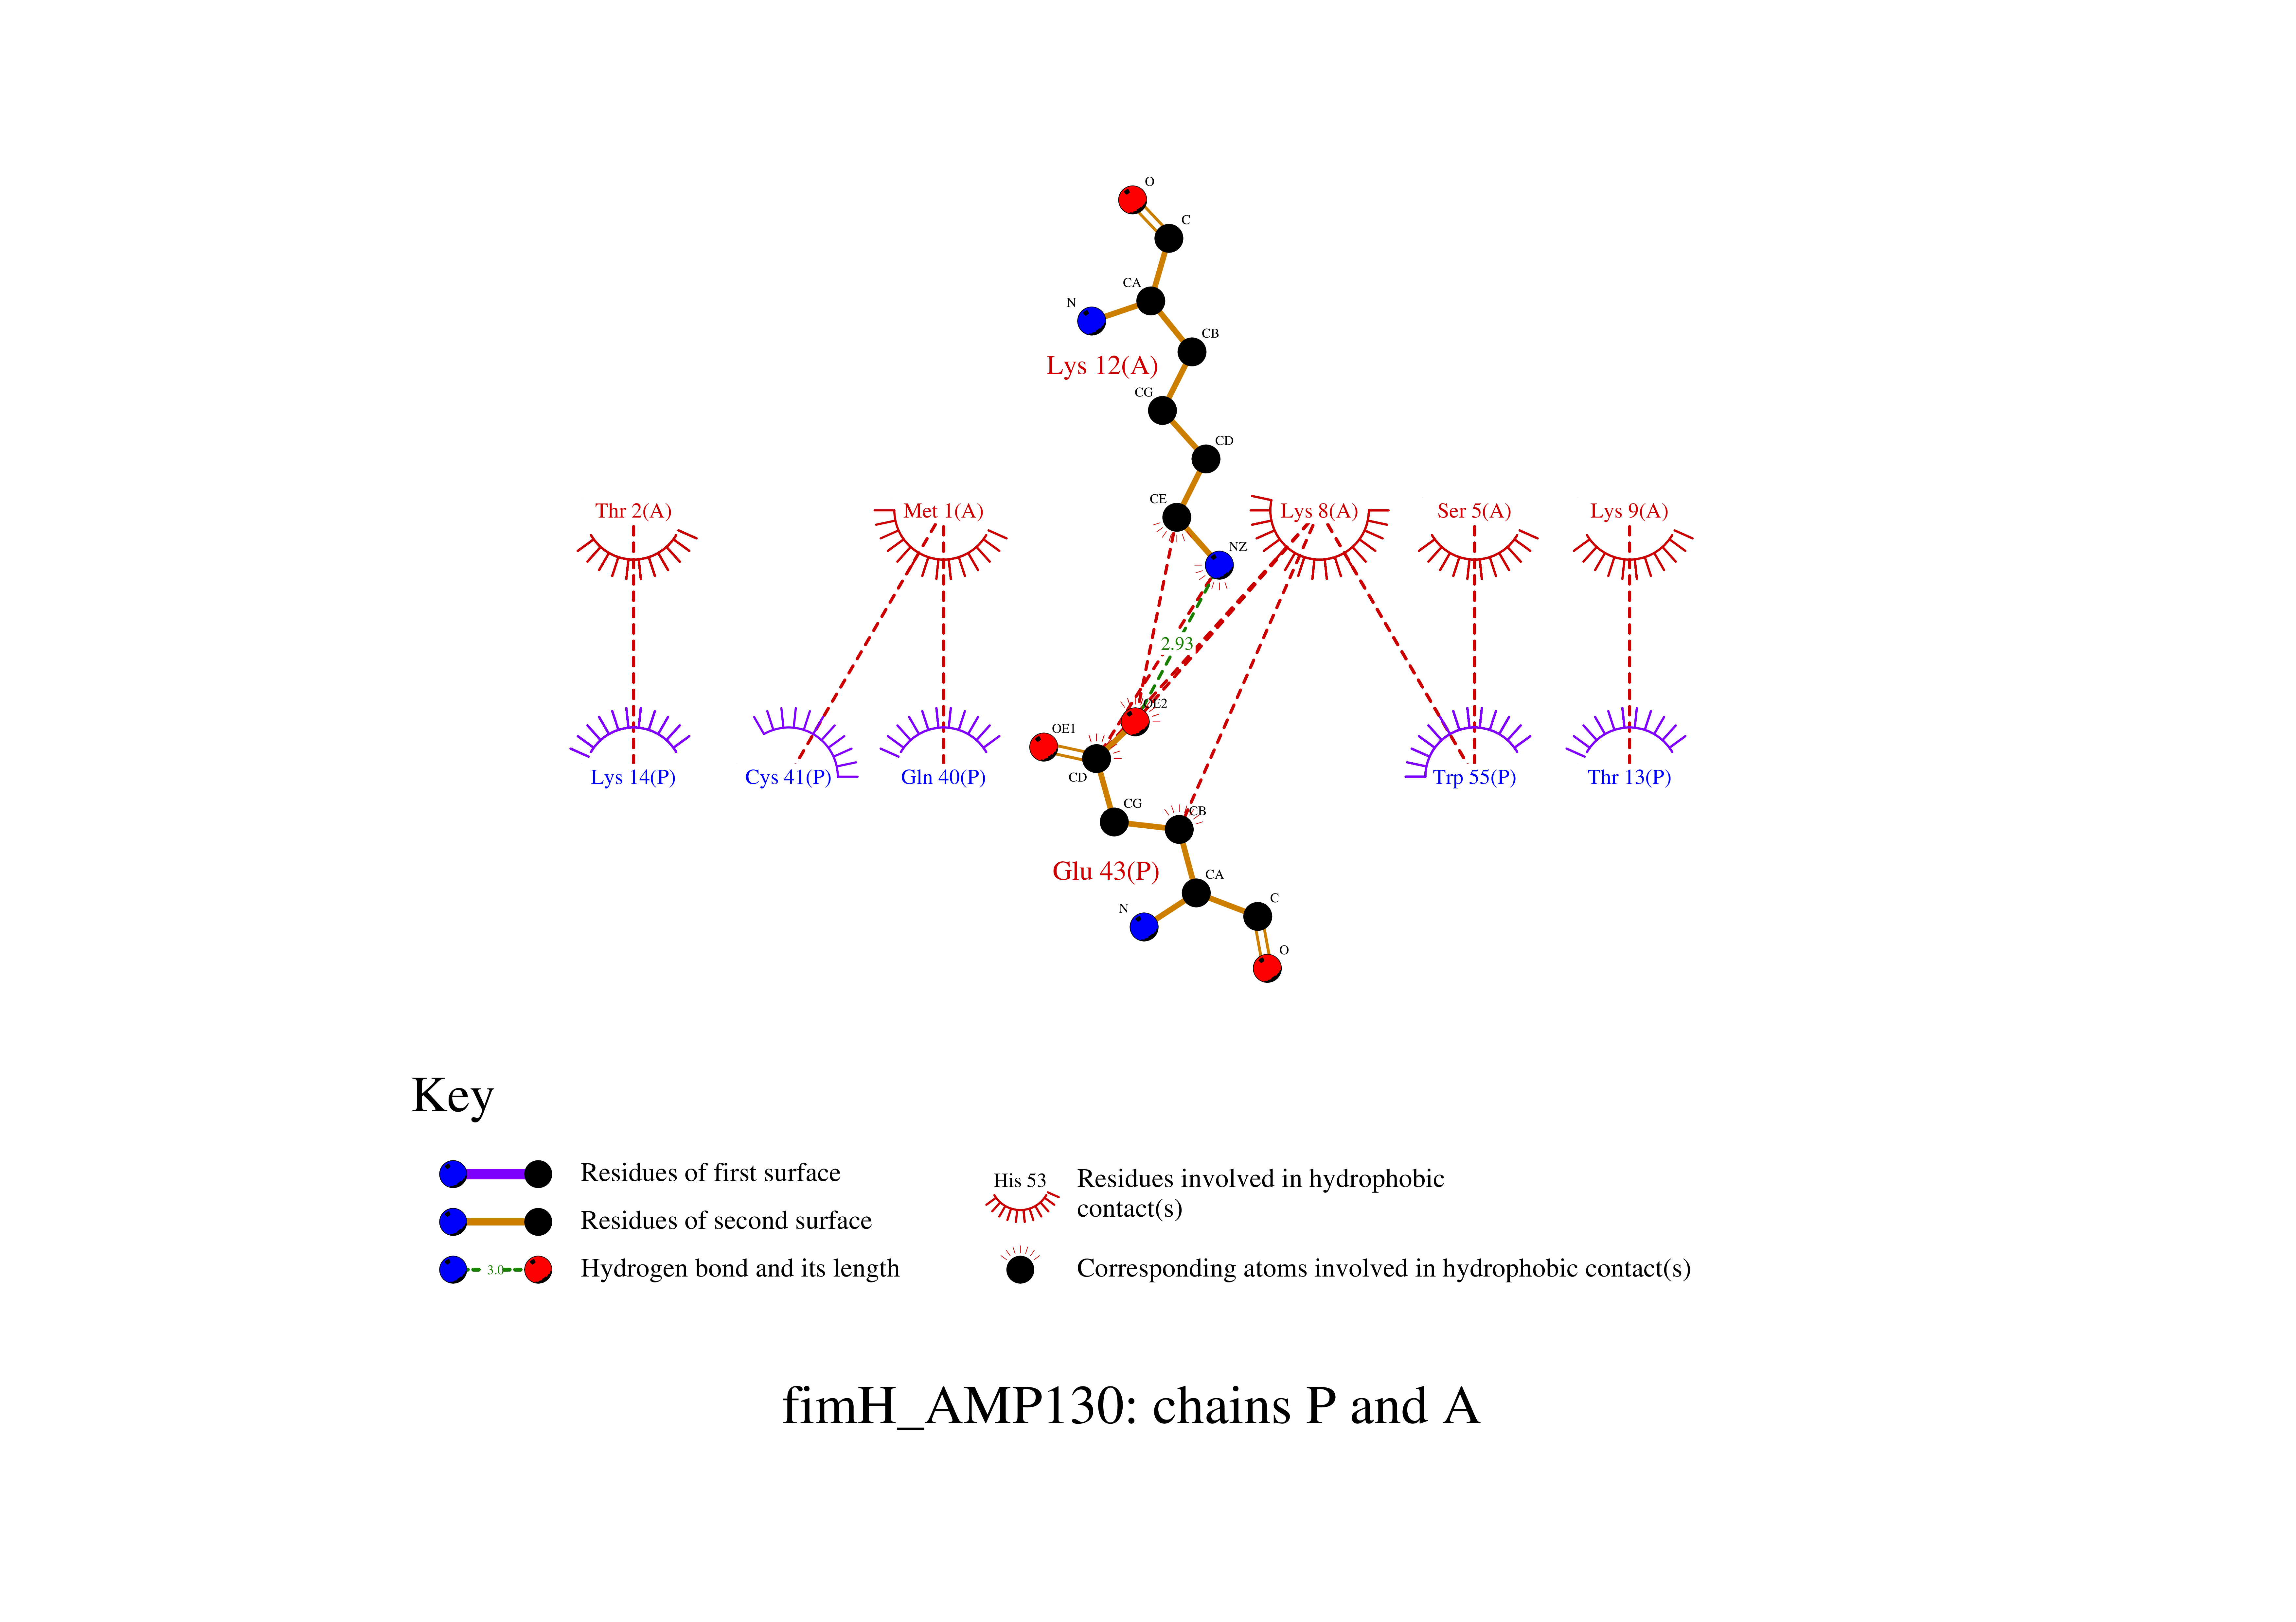 O
C
CA
N
CB
Lys 12(A)
CG
CD
CE
Thr 2(A) Met 1(A) Lys 8(A) Ser 5(A) Lys 9(A)
NZ
2.93
OE2
OE1
CD
Lys 14(P) Cys 41(P) Gln 40(P) Trp 55(P) Thr 13(P)
CG
CB
Glu 43(P)
CA
C
N
O
Key
Residues of first surface
Residues of second surface
3.0
Hydrogen bond and its length
His 53
Residues involved in hydrophobic
contact(s)
Corresponding atoms involved in hydrophobic contact(s)
fimH_AMP130: chains P and A